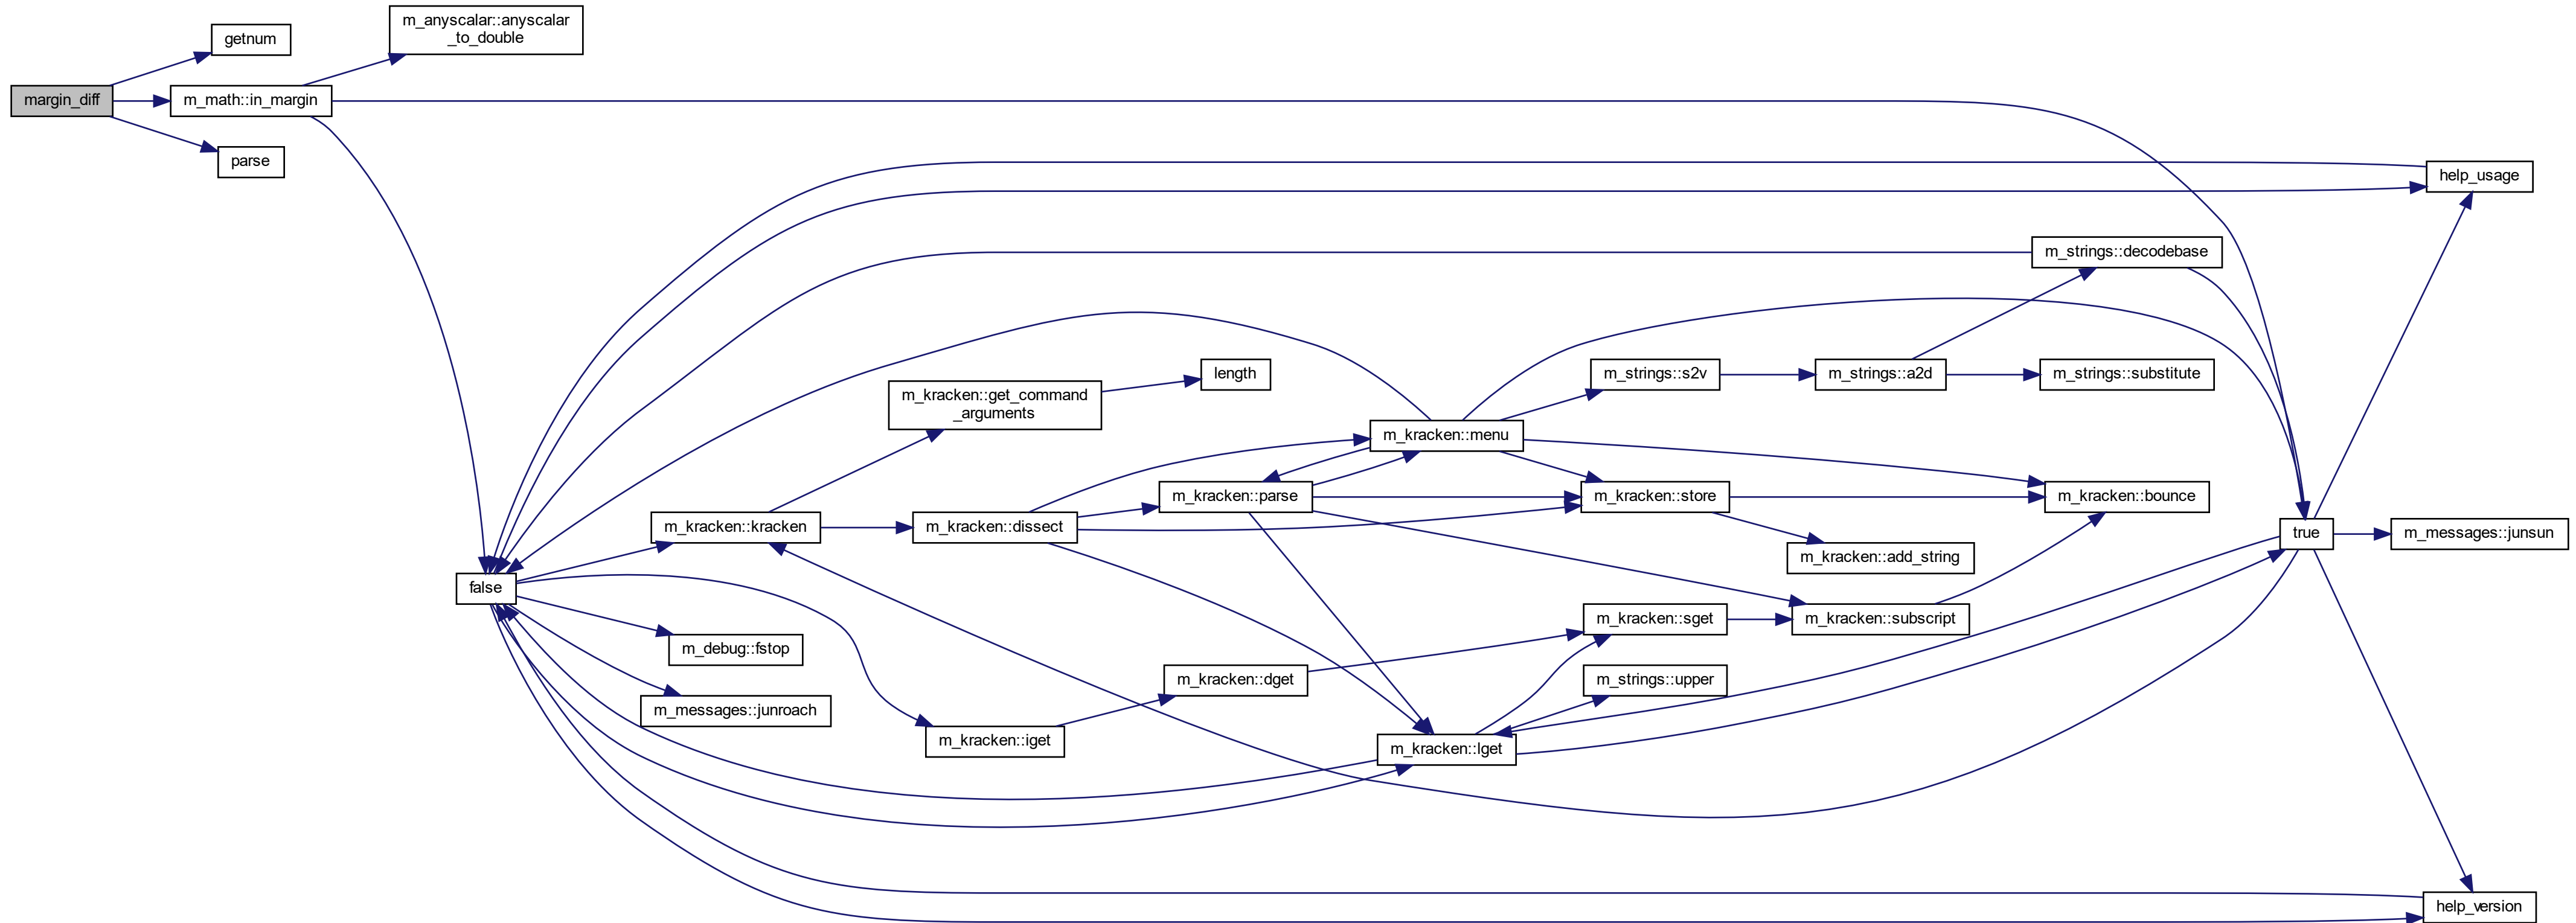 margin_diff
getnum
m_math::in_margin
parse
m_anyscalar::anyscalar
_to_double
false
m_kracken::kracken
m_debug::fstop
m_messages::junroach
m_kracken::get_command
_arguments
m_kracken::dissect
m_kracken::iget
length
m_kracken::parse
m_kracken::dget
m_kracken::menu
m_kracken::lget
m_strings::s2v
m_kracken::store
m_kracken::sget
m_strings::upper
m_strings::a2d
m_kracken::add_string
m_kracken::subscript
m_strings::decodebase
m_strings::substitute
m_kracken::bounce
true
help_usage
m_messages::junsun
help_version